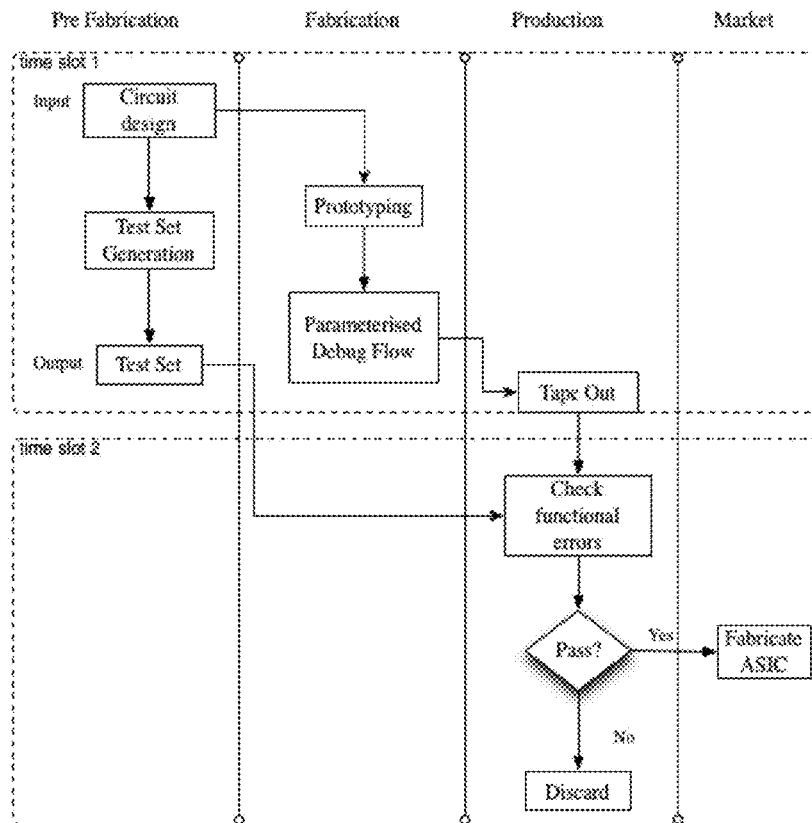 Pre Fabrication
Fabrication
Production
Market
time slot 1
Input
Circuit
design
Prototyping
Test Set
Generation
Parameterised
Debug Flow
Output
Test Set
Tape Out
time slot 2
Check
functional
errors
Pass?
Yes
Fabricate
ASIC
No
Discard